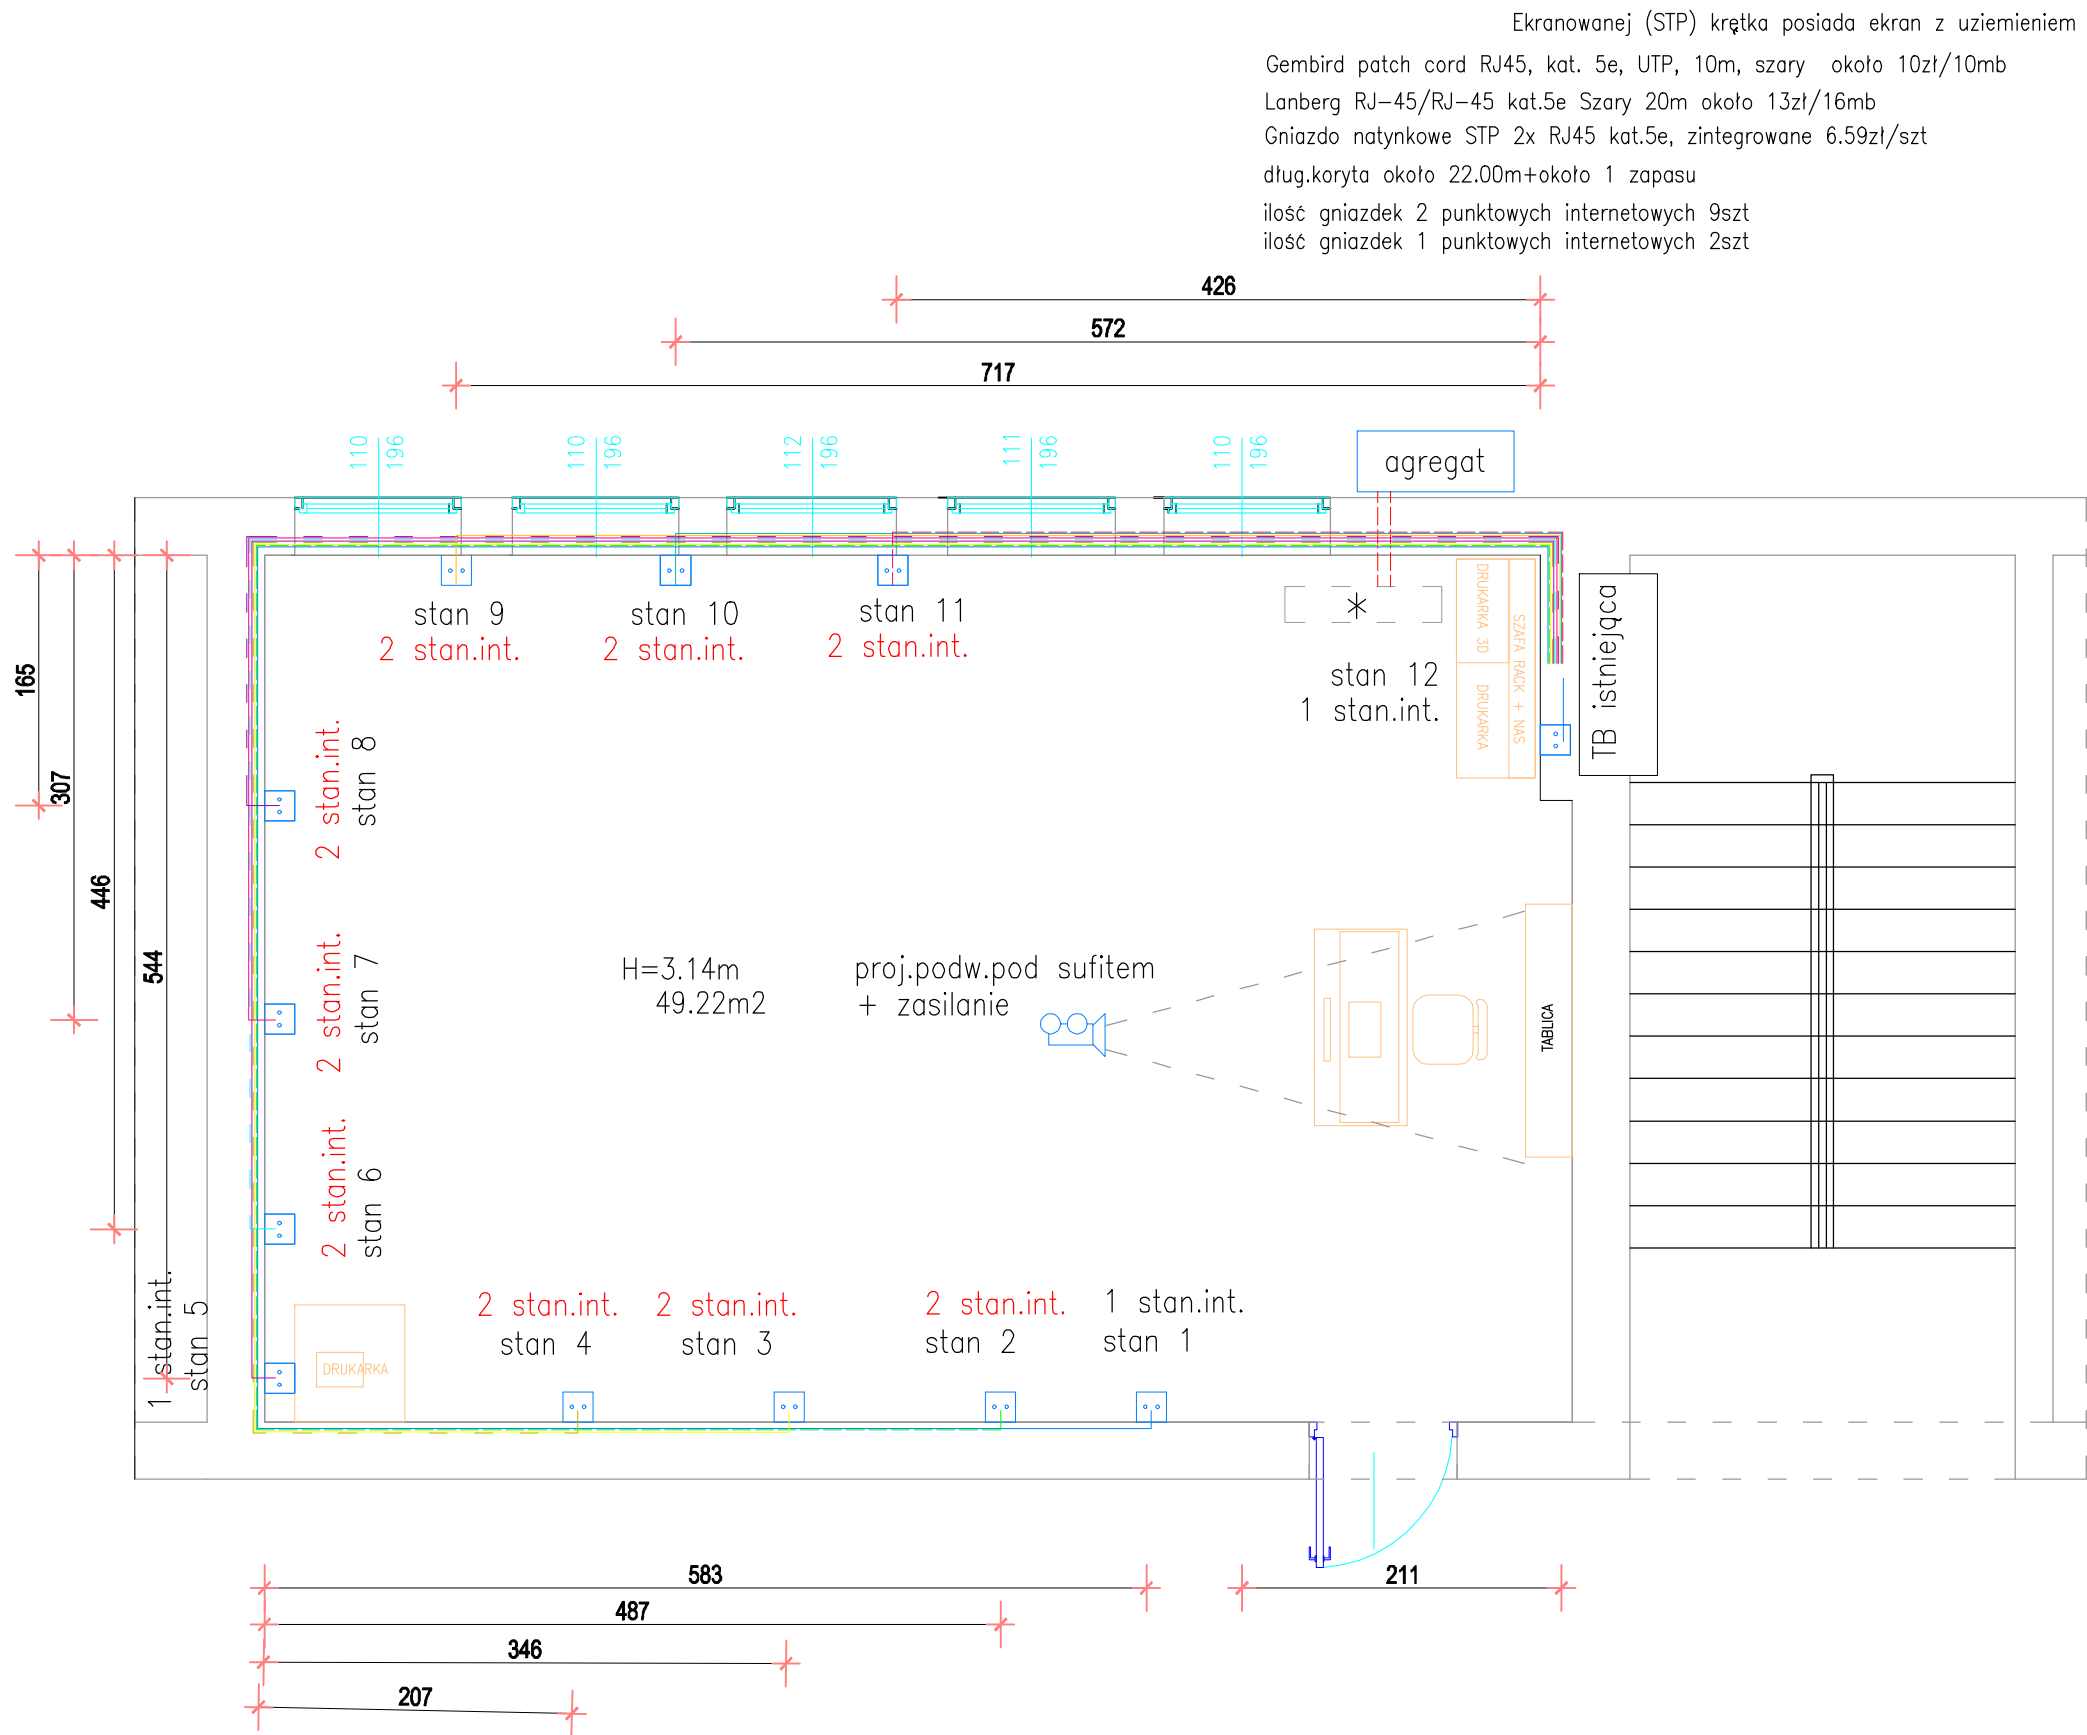 Ekranowanej (STP) krętka posiada ekran z uziemieniem
Gembird patch cord RJ45, kat. 5e, UTP, 10m, szary około 10zł/10mb
Lanberg RJ-45/RJ-45 kat.5e Szary 20m około 13zł/16mb
Gniazdo natynkowe STP 2x RJ45 kat.5e, zintegrowane 6.59zł/szt
dług.koryta około 22.00m+około 1 zapasu
ilość gniazdek 2 punktowych internetowych 9szt
ilość gniazdek 1 punktowych internetowych 2szt
426
572
717
110
196
110
196
112
196
111
196
110
196
agregat
stan 9
2 stan.int.
stan 10
2 stan.int.
stan 11
2 stan.int.
*
stan 12
1 stan.int.
DRUKARKA 3D
DRUKARKA
SZAFA RACK + NAS
TB istniejąca
165
307
446
544
2 stan.int.
stan 8
2 stan.int.
stan 7
2 stan.int.
stan 6
1 stan.int.
stan 5
H=3.14m
49.22m2
proj.podw.pod sufitem
+ zasilanie
TABLICA
DRUKARKA
2 stan.int.
stan 4
2 stan.int.
stan 3
2 stan.int.
stan 2
1 stan.int.
stan 1
583
211
487
346
207